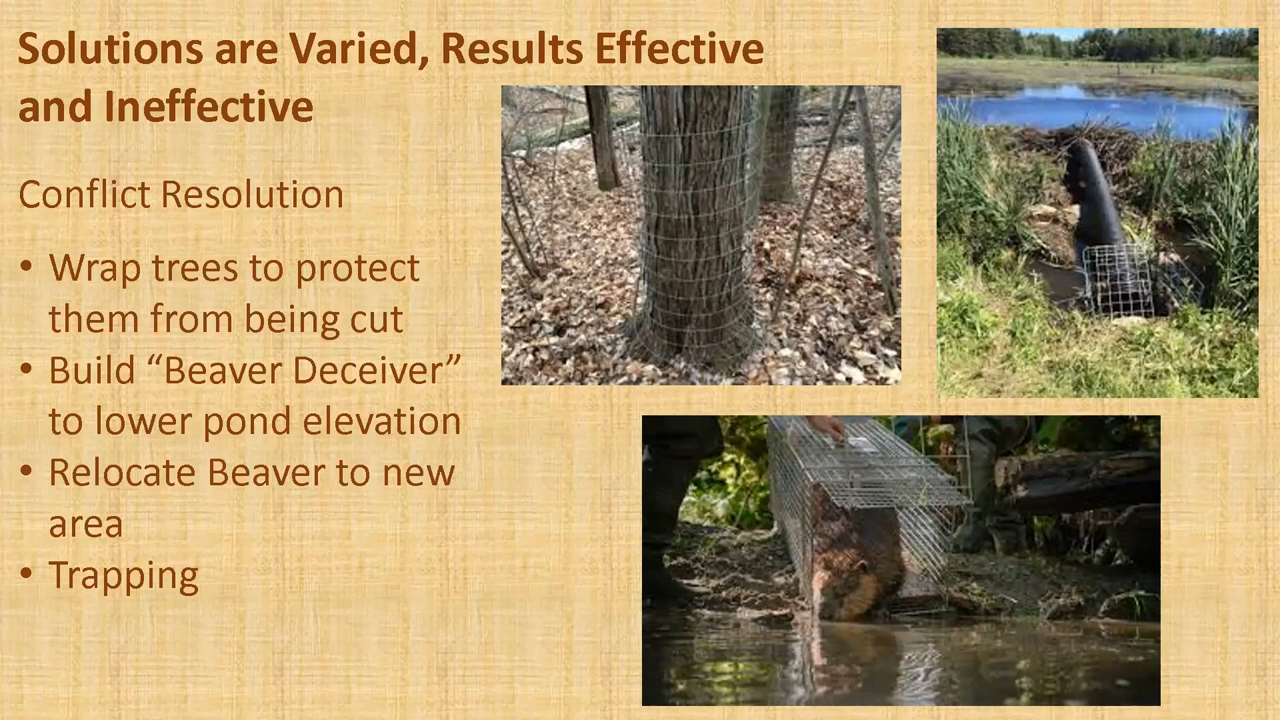 Solutions are Varied, Results Effective
and Ineffective
Conflict Resolution
• Wrap trees to protect
them from being cut
• Build “Beaver Deceiver”
to lower pond elevation
• Relocate Beaver to new
area
• Trapping